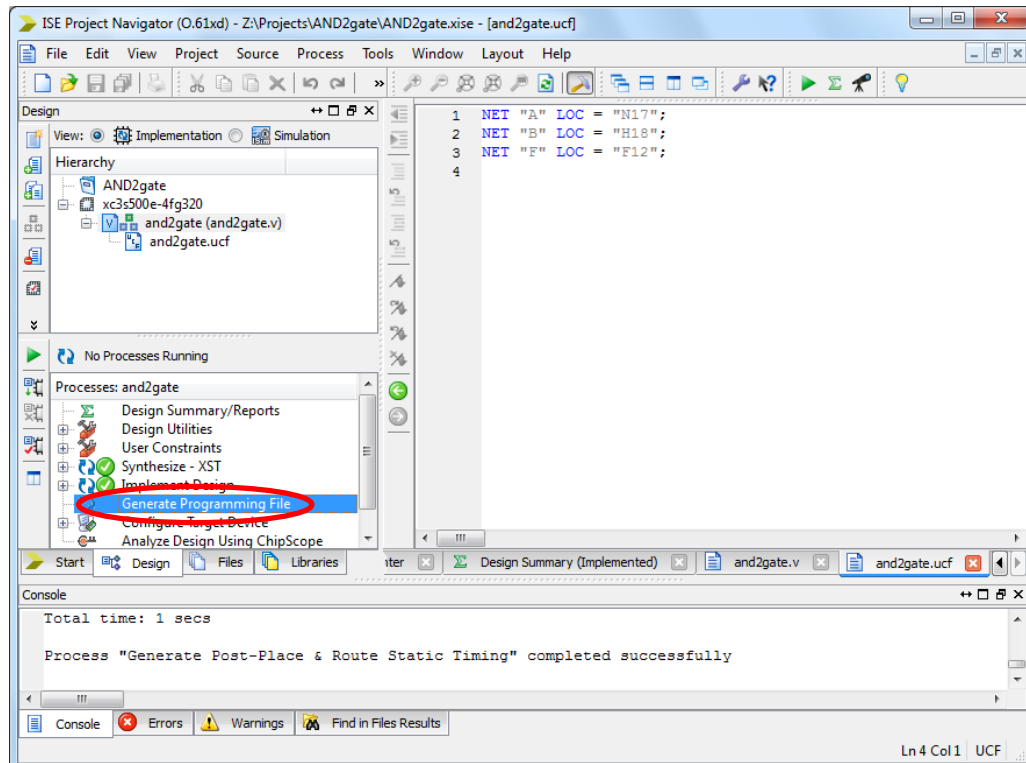 ISE Project Navigator (O.61xd) - Z:\Projects\AND2gate\AND2gate.xise - [and2gate.ucf]
File Edit View Project Source Process Tools Window Layout Help
»
Design
View: Implementation Simulation
Hierarchy
AND2gate
xc3s500e-4fg320
and2gate (and2gate.v)
and2gate.ucf
No Processes Running
Processes: and2gate
Design Summary/Reports
Design Utilities
User Constraints
Synthesize - XST
Implement Design
Generate Programming File
Configure Target Device
Analyze Design Using ChipScope
Start Design Files Libraries
1 NET "A" LOC = "N17";
2 NET "B" LOC = "H18";
3 NET "F" LOC = "F12";
4
Design Summary (Implemented) and2gate.v and2gate.ucf
Console
Total time: 1 secs
Process "Generate Post-Place & Route Static Timing" completed successfully
Console Errors Warnings Find in Files Results
Ln 4 Col 1 UCF